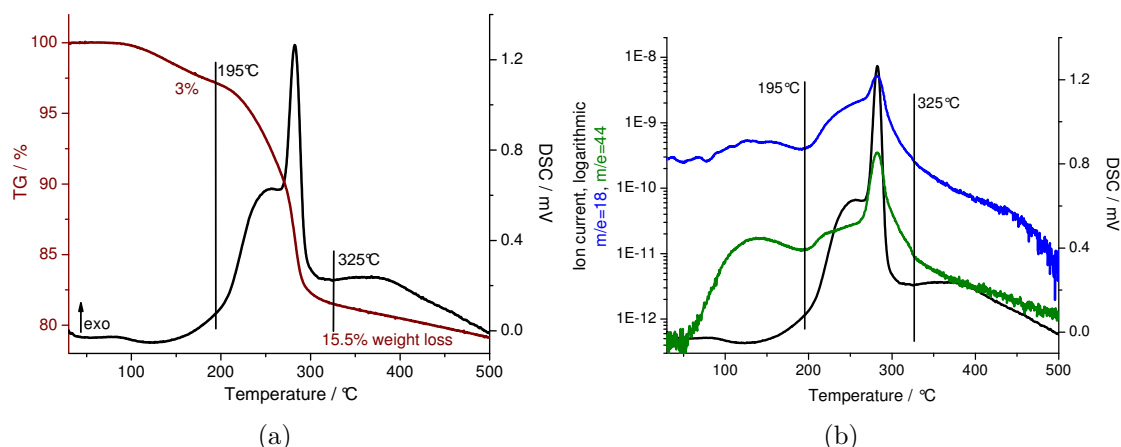 100
95
90
85
80
TG / %
3%
195°C
325°C
15.5% weight loss
exo
1.2
0.8
0.4
0.0
DSC / mV
100
200
300
400
500
Temperature / °C
(a)
1E-8
1E-9
1E-10
1E-11
1E-12
Ion current, logarithmic
m/e=18, m/e=44
195°C
325°C
1.2
0.8
0.4
0.0
DSC / mV
100
200
300
400
500
Temperature / °C
(b)